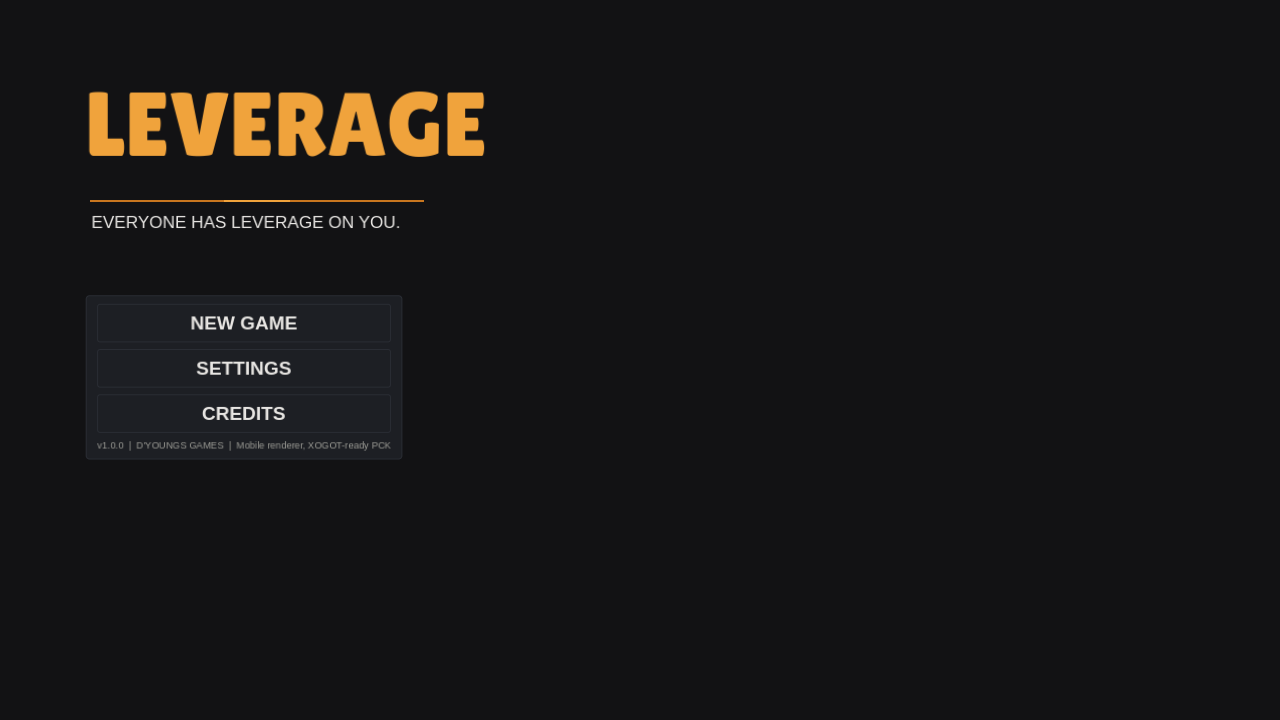 LEVERAGE
EVERYONE HAS LEVERAGE ON YOU.
NEW GAME
SETTINGS
CREDITS
v1.0.0 | D'YOUNGS GAMES | Mobile renderer, XOGOT-ready PCK